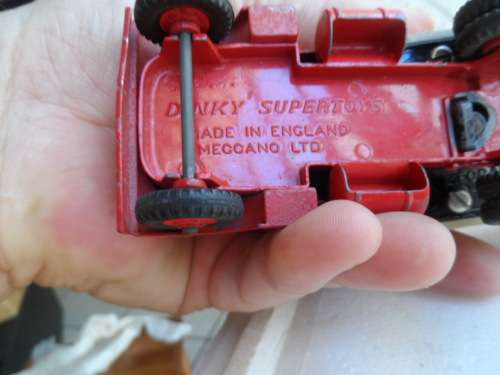 DINKY SUPERTOYS
MADE IN ENGLAND
MECCANO LTD